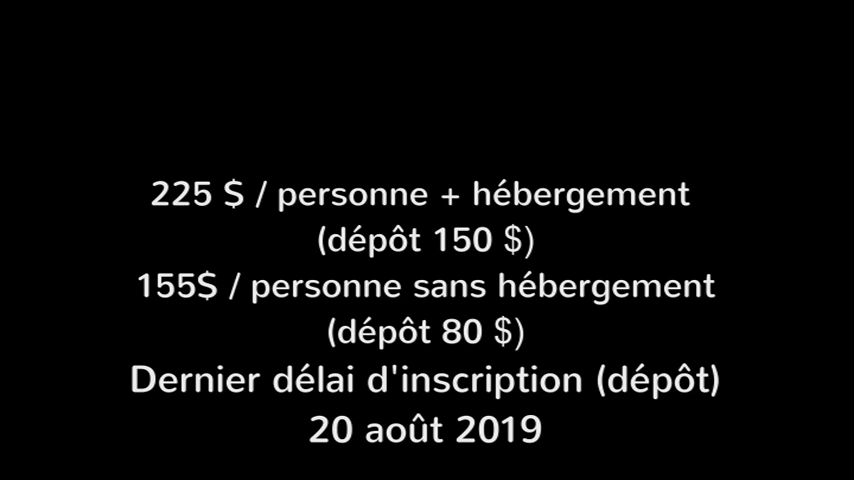 225 $ / personne + hébergement
(dépôt 150 $)
155$ / personne sans hébergement
(dépôt 80 $)
Dernier délai d'inscription (dépôt)
20 août 2019